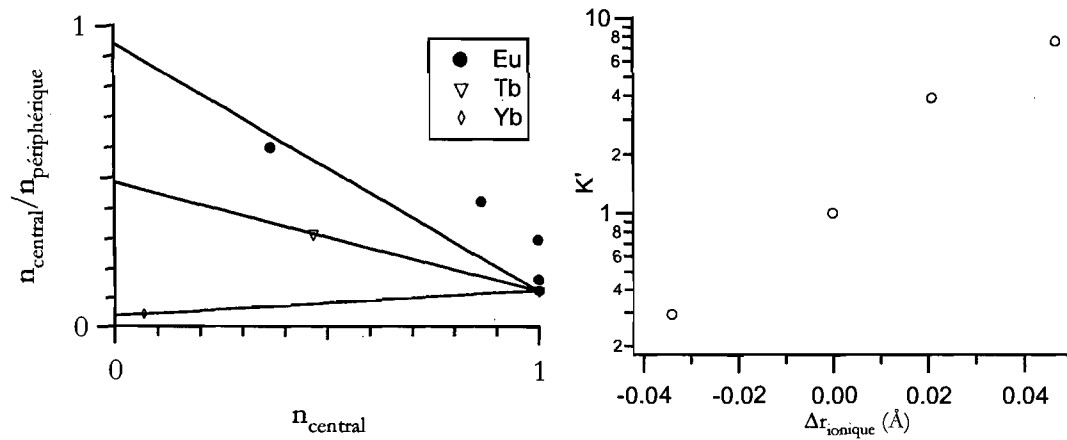 1
n_central/n_périphérique
0
0
1
n_central
Eu
Tb
Yb
10
8
6
4
2
1
8
6
4
2
K'
-0.04
-0.02
0.00
0.02
0.04
Δr_ionique (Å)